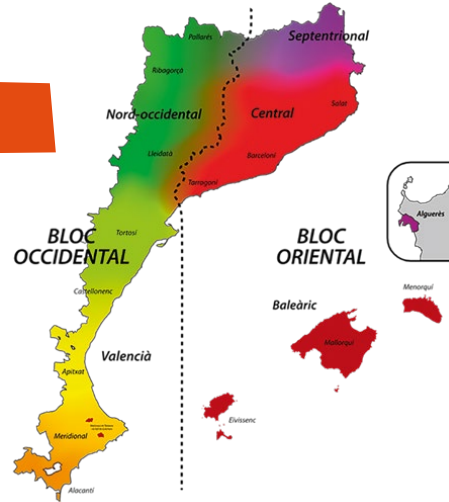 Pallarès
Septentrional
Ribagorçà
Nord-occidental
Central
Salat
Lleidatà
Barceloní
Tarragoní
BLOC
OCCIDENTAL
Tortosí
BLOC
ORIENTAL
Alguerès
Castellonenc
Menorquí
Baleàric
Mallorquí
Valencià
Apitxat
Eivissenc
Meridional
Alacantí